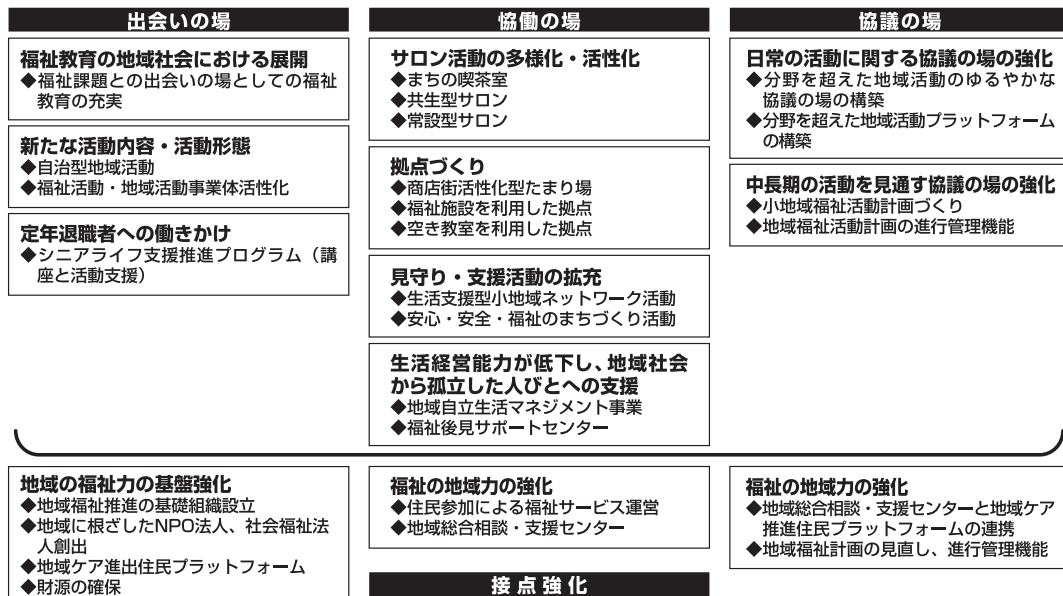 出会いの場
福祉教育の地域社会における展開
◆福祉課題との出会いの場としての福祉
教育の充実
新たな活動内容・活動形態
◆自治型地域活動
◆福祉活動・地域活動事業体活性化
定年退職者への働きかけ
◆シニアライフ支援推進プログラム（講
座と活動支援）
協働の場
サロン活動の多様化・活性化
◆まちの喫茶室
◆共生型サロン
◆常設型サロン
拠点づくり
◆商店街活性化型たまり場
◆福祉施設を利用した拠点
◆空き教室を利用した拠点
見守り・支援活動の拡充
◆生活支援型小地域ネットワーク活動
◆安心・安全・福祉のまちづくり活動
生活経営能力が低下し、地域社会
から孤立した人びとへの支援
◆地域自立生活マネジメント事業
◆福祉後見サポートセンター
協議の場
日常の活動に関する協議の場の強化
◆分野を超えた地域活動のゆるやかな
協議の場の構築
◆分野を超えた地域活動プラットフォーム
の構築
中長期の活動を見通す協議の場の強化
◆小地域福祉活動計画づくり
◆地域福祉活動計画の進行管理機能
地域の福祉力の基盤強化
◆地域福祉推進の基礎組織設立
◆地域に根ざしたNPO法人、社会福祉法
人創出
◆地域ケア進出住民プラットフォーム
◆財源の確保
福祉の地域力の強化
◆住民参加による福祉サービス運営
◆地域総合相談・支援センター
接点強化
福祉の地域力の強化
◆地域総合相談・支援センターと地域ケア
推進住民プラットフォームの連携
◆地域福祉計画の見直し、進行管理機能